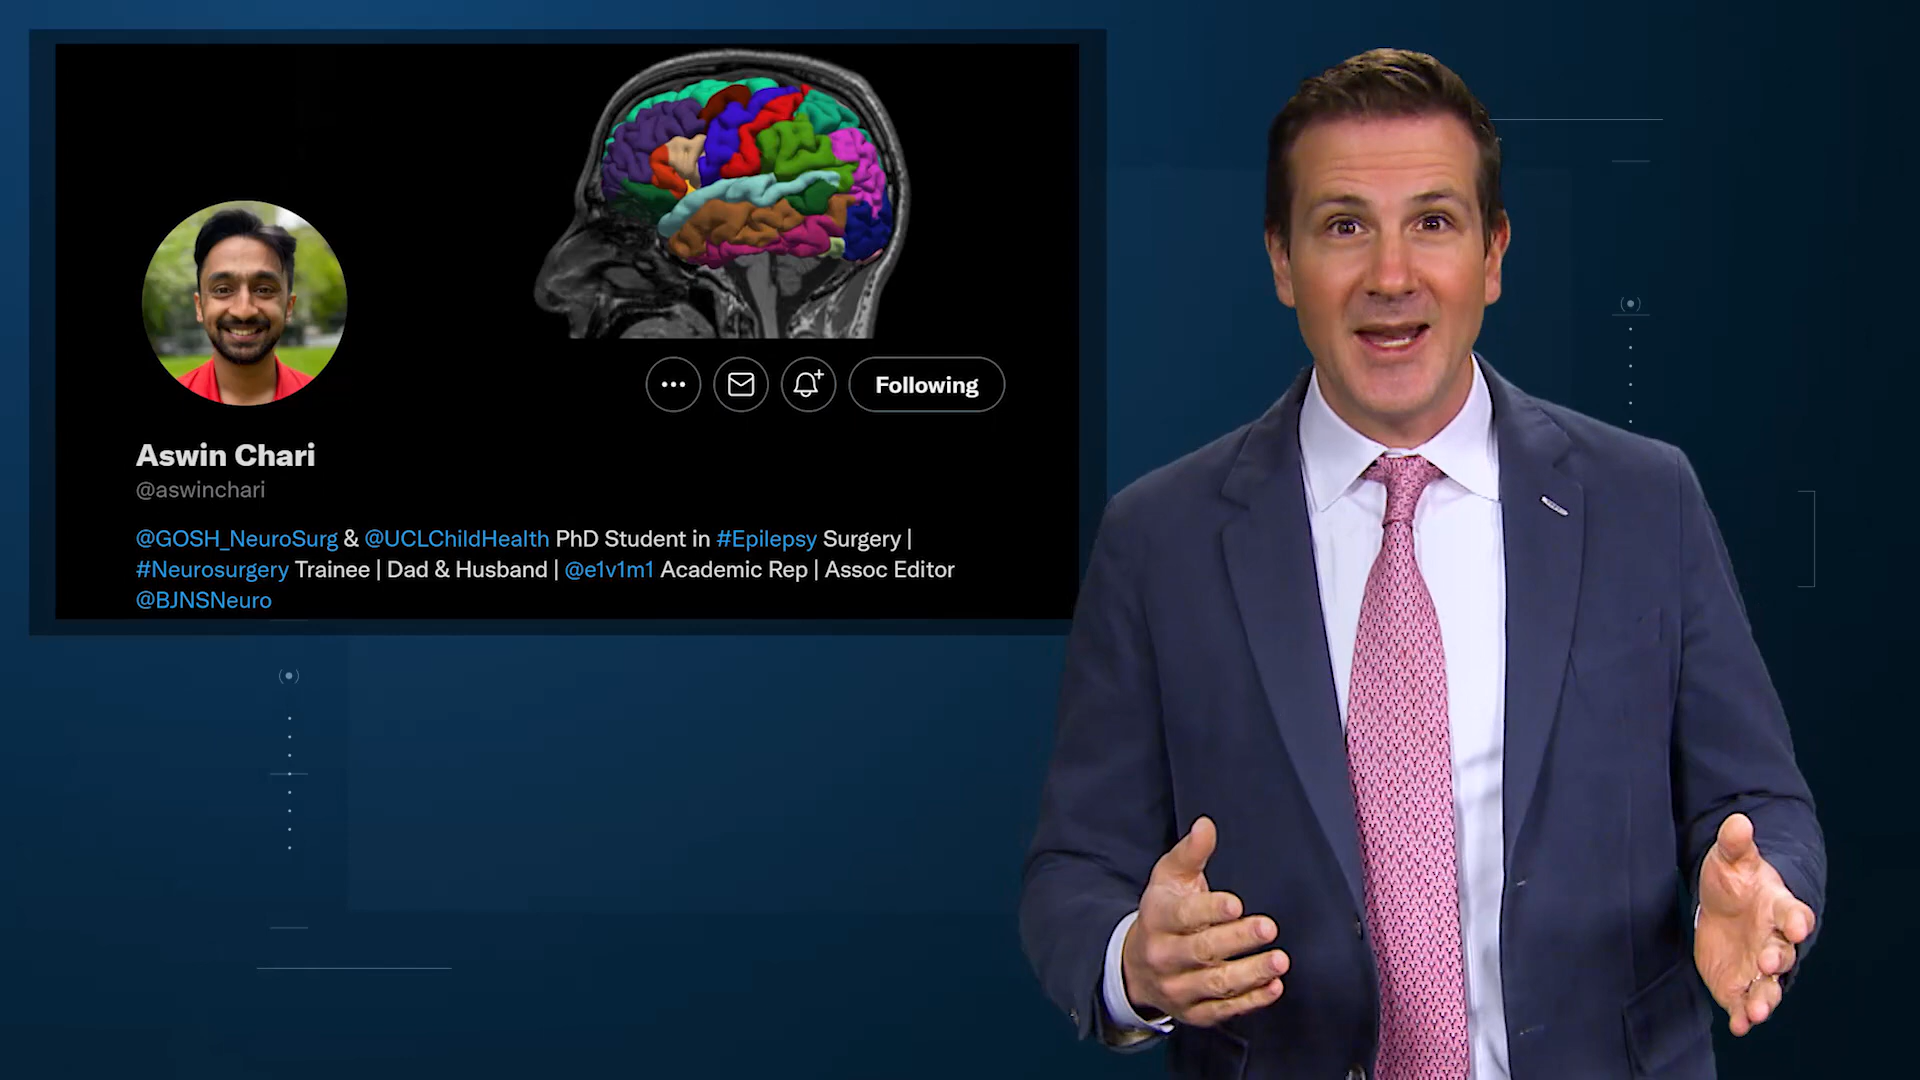 Following
Aswin Chari
@aswinchari
@GOSH_NeuroSurg & @UCLChildHealth PhD Student in #Epilepsy Surgery |
#Neurosurgery Trainee | Dad & Husband | @e1v1m1 Academic Rep | Assoc Editor
@BJNSNeuro